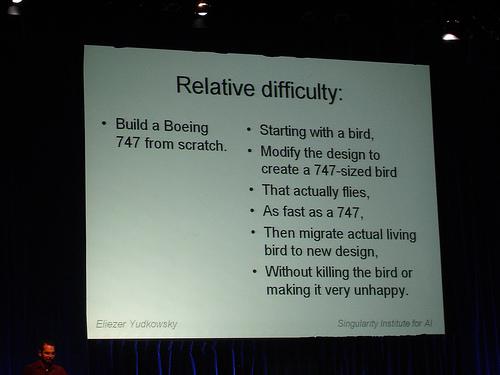 Relative difficulty:
• Build a Boeing
747 from scratch.
• Starting with a bird,
• Modify the design to
create a 747-sized bird
• That actually flies,
• As fast as a 747,
• Then migrate actual living
bird to new design,
• Without killing the bird or
making it very unhappy.
Eliezer Yudkowsky
Singularity Institute for AI